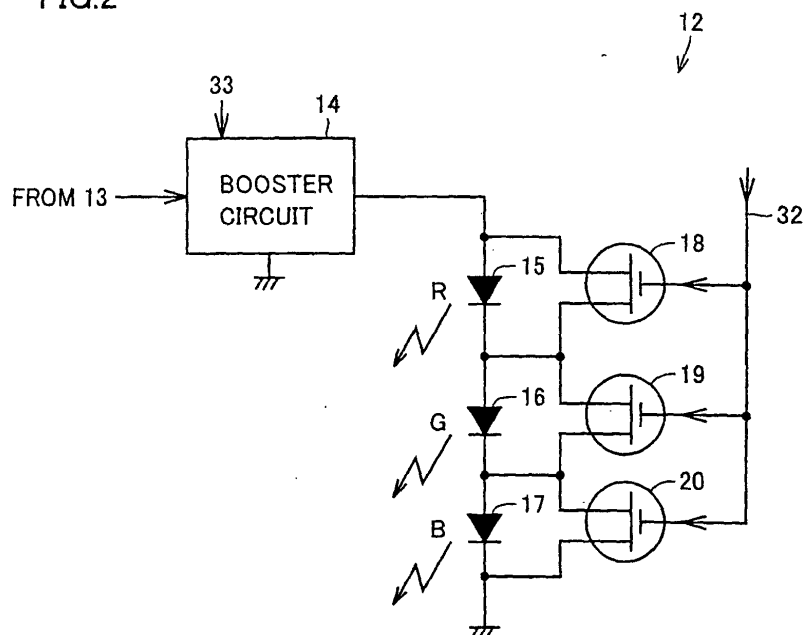 FIG.2
12
33
14
FROM 13
BOOSTER
CIRCUIT
32
18
15
R
19
16
G
20
17
B